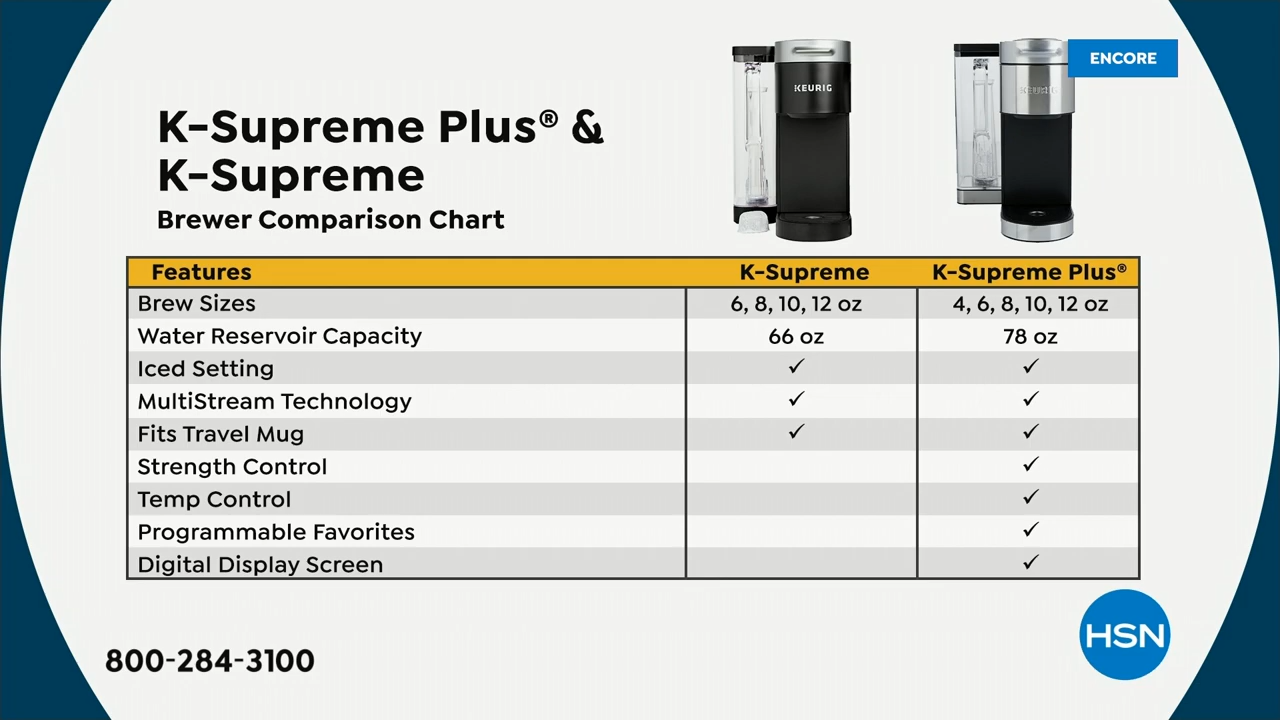 ENCORE
KEURIG
KEURIG
K-Supreme Plus® &
K-Supreme
Brewer Comparison Chart
Features K-Supreme K-Supreme Plus®
Brew Sizes 6, 8, 10, 12 oz 4, 6, 8, 10, 12 oz
Water Reservoir Capacity 66 oz 78 oz
Iced Setting ✓ ✓
MultiStream Technology ✓ ✓
Fits Travel Mug ✓ ✓
Strength Control ✓
Temp Control ✓
Programmable Favorites ✓
Digital Display Screen ✓
HSN
800-284-3100